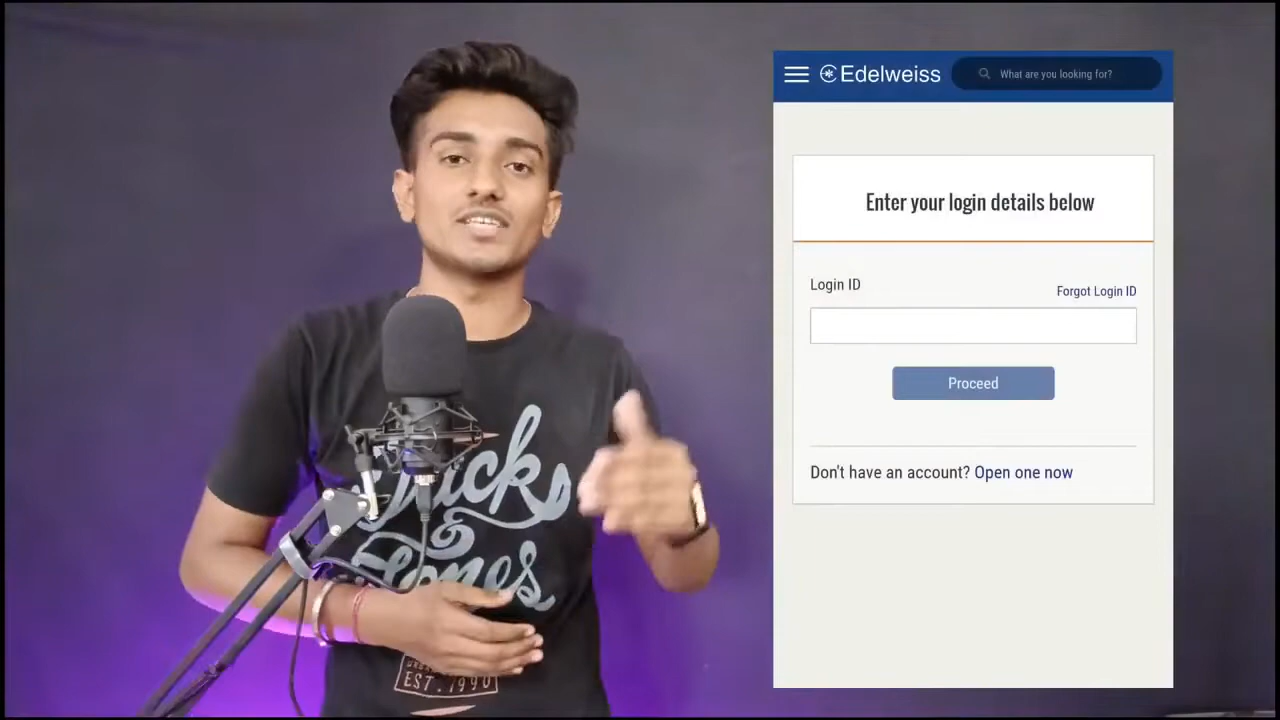 Edelweiss
What are you looking for?
Enter your login details below
Login ID
Forgot Login ID
Proceed
Don't have an account? Open one now
&
EST.1990